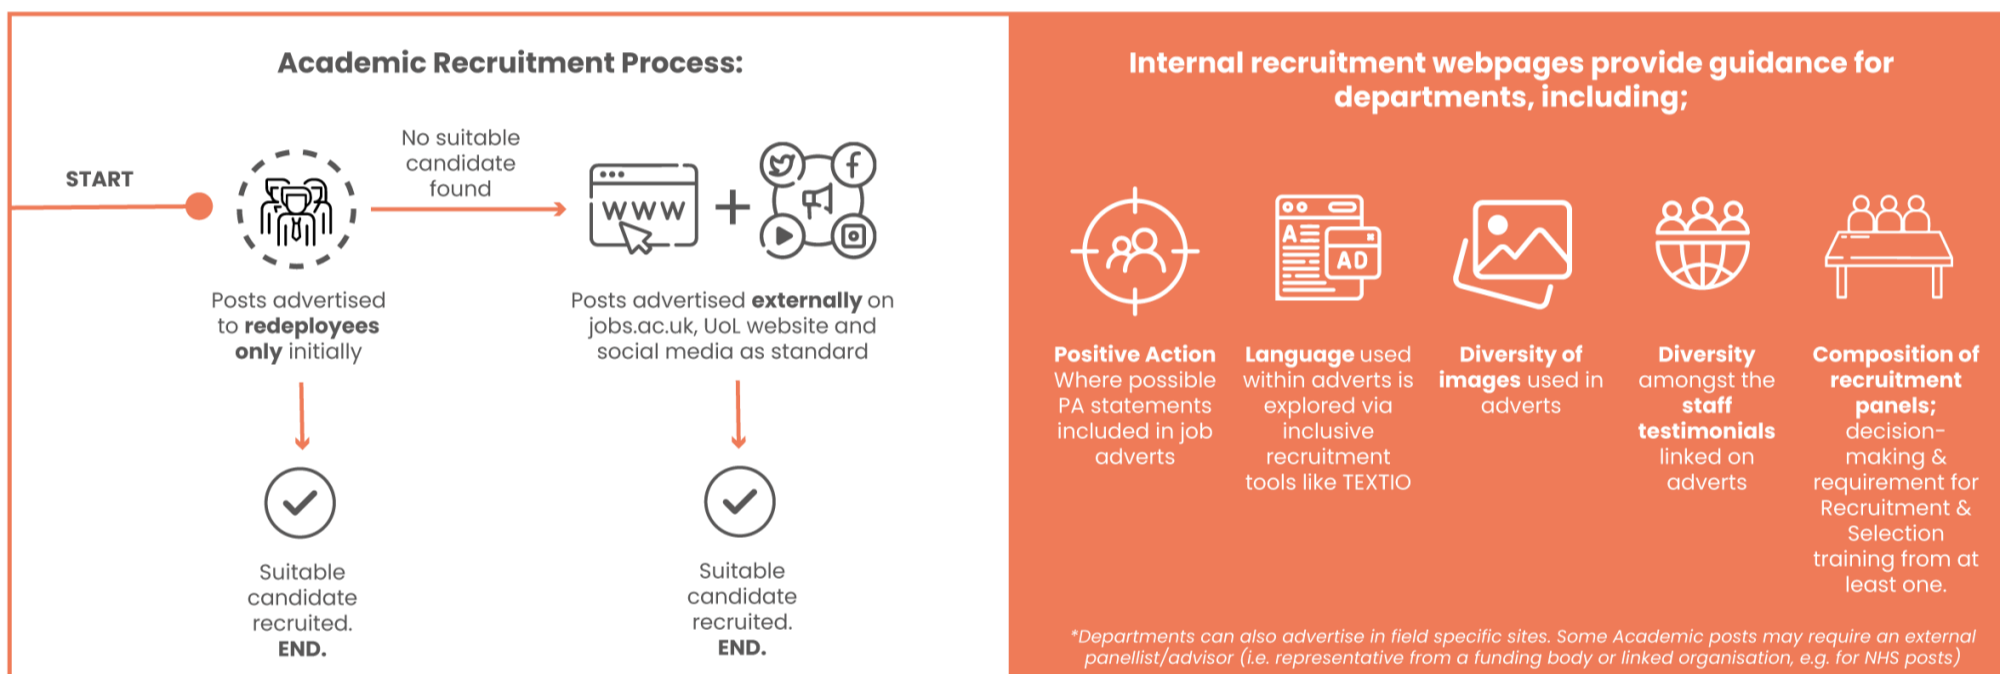 Academic Recruitment Process:
START
No suitable
candidate
found
WWW
+
Posts advertised
to redeployees
only initially
Posts advertised externally on
jobs.ac.uk, UoL website and
social media as standard
Suitable
candidate
recruited.
END.
Suitable
candidate
recruited.
END.
Internal recruitment webpages provide guidance for
departments, including;
A
AD
Positive Action
Where possible
PA statements
included in job
adverts
Language used
within adverts is
explored via
inclusive
recruitment
tools like TEXTIO
Diversity of
images used in
adverts
Diversity
amongst the
staff
testimonials
linked on
adverts
Composition of
recruitment
panels;
decision-
making &
requirement for
Recruitment &
Selection
training from at
least one.
*Departments can also advertise in field specific sites. Some Academic posts may require an external
panellist/advisor (i.e. representative from a funding body or linked organisation, e.g. for NHS posts)